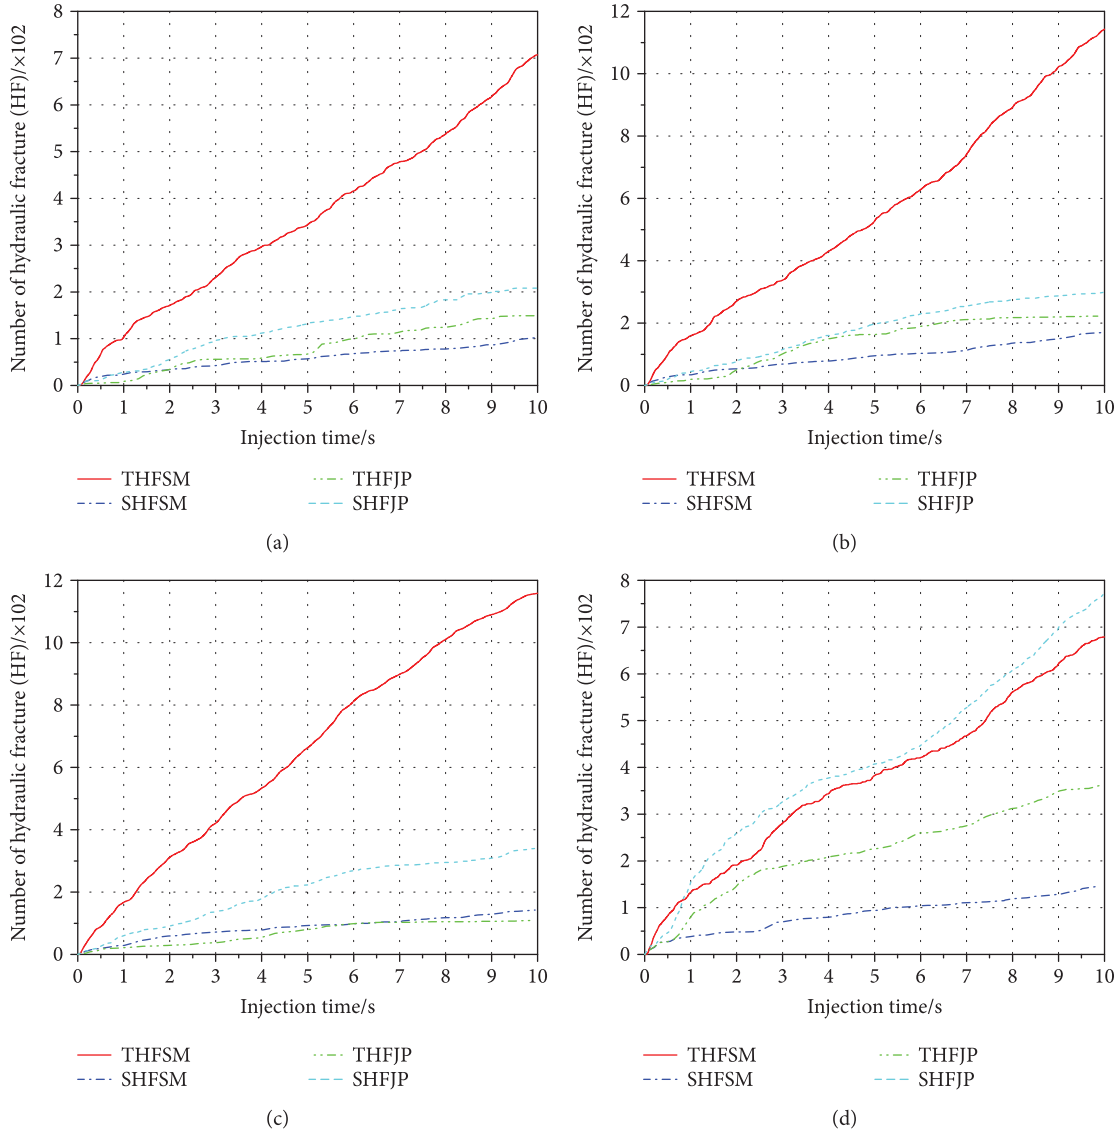 Number of hydraulic fracture (HF)/×102
8
7
6
5
4
3
2
1
0
0 1 2 3 4 5 6 7 8 9 10
Injection time/s
THFSM THFJP
SHFSM SHFJP
(a)
Number of hydraulic fracture (HF)/×102
12
10
8
6
4
2
0
0 1 2 3 4 5 6 7 8 9 10
Injection time/s
THFSM THFJP
SHFSM SHFJP
(b)
Number of hydraulic fracture (HF)/×102
12
10
8
6
4
2
0
0 1 2 3 4 5 6 7 8 9 10
Injection time/s
THFSM THFJP
SHFSM SHFJP
(c)
Number of hydraulic fracture (HF)/×102
8
7
6
5
4
3
2
1
0
0 1 2 3 4 5 6 7 8 9 10
Injection time/s
THFSM THFJP
SHFSM SHFJP
(d)